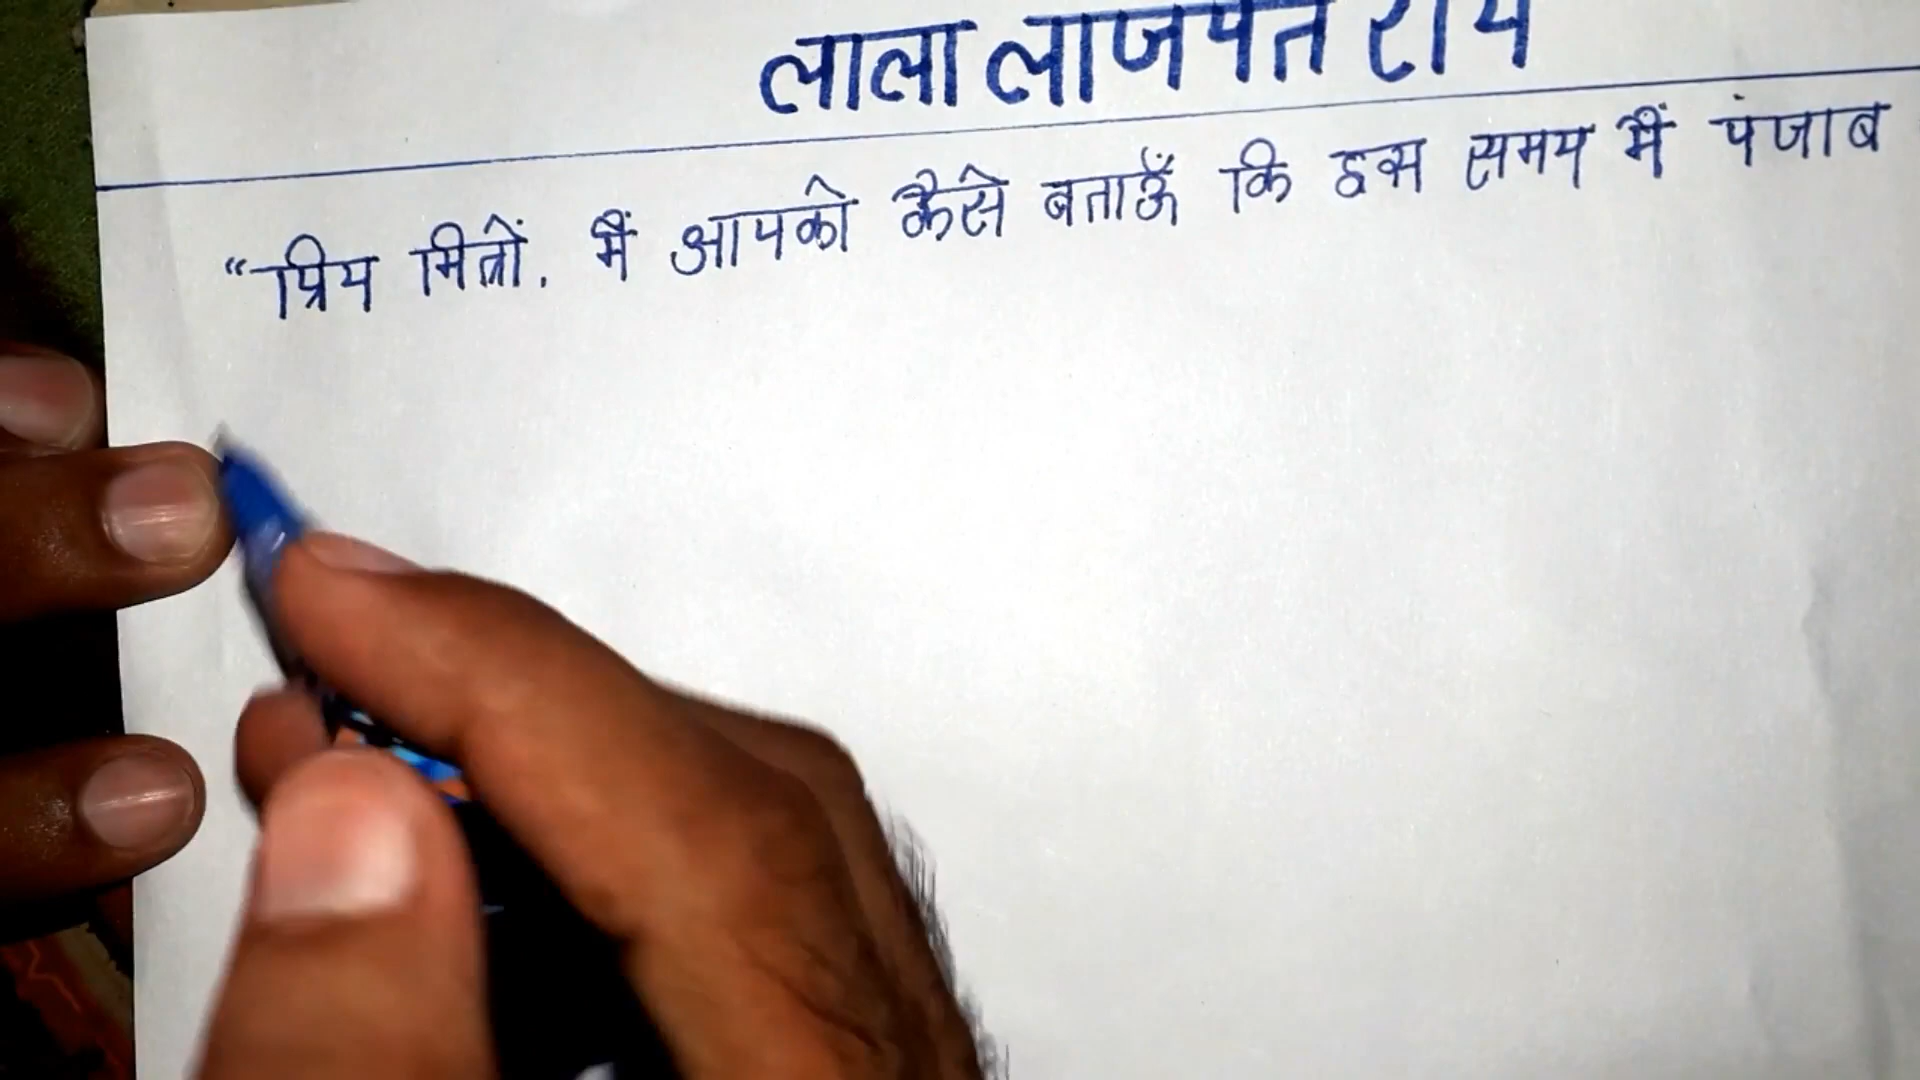 लाला लाजपत राय
“प्रिय मित्रों, मैं आपको कैसे बताऊँ कि इस समय मैं पंजाब